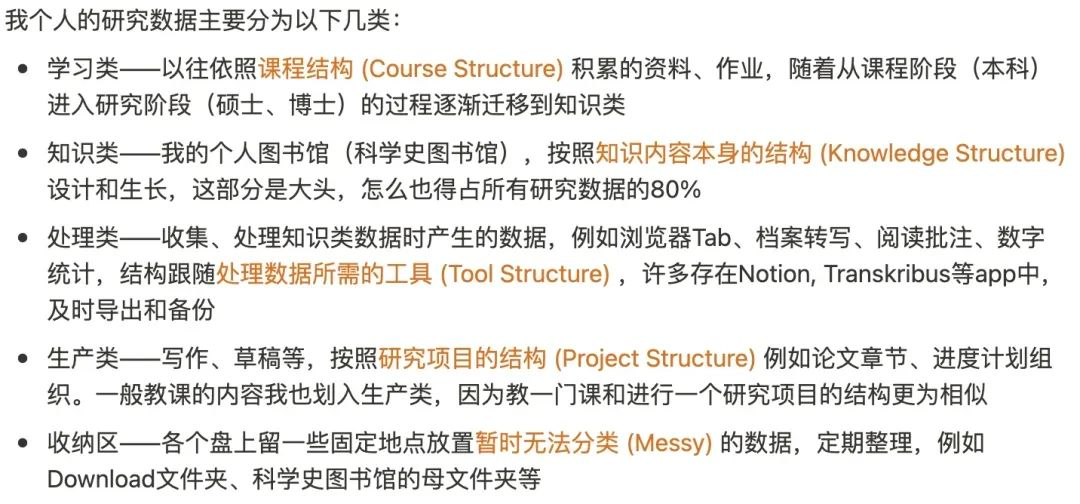 我个人的研究数据主要分为以下几类：
• 学习类——以往依照课程结构 (Course Structure) 积累的资料、作业，随着从课程阶段（本科）
进入研究阶段（硕士、博士）的过程逐渐迁移到知识类
• 知识类——我的个人图书馆（科学史图书馆），按照知识内容本身的结构 (Knowledge Structure)
设计和生长，这部分是大头，怎么也得占所有研究数据的80%
• 处理类——收集、处理知识类数据时产生的数据，例如浏览器Tab、档案转写、阅读批注、数字
统计，结构跟随处理数据所需的工具 (Tool Structure) ，许多存在Notion, Transkribus等app中，
及时导出和备份
• 生产类——写作、草稿等，按照研究项目的结构 (Project Structure) 例如论文章节、进度计划组
织。一般教课的内容我也划入生产类，因为教一门课和进行一个研究项目的结构更为相似
• 收纳区——各个盘上留一些固定地点放置暂时无法分类 (Messy) 的数据，定期整理，例如
Download文件夹、科学史图书馆的母文件夹等